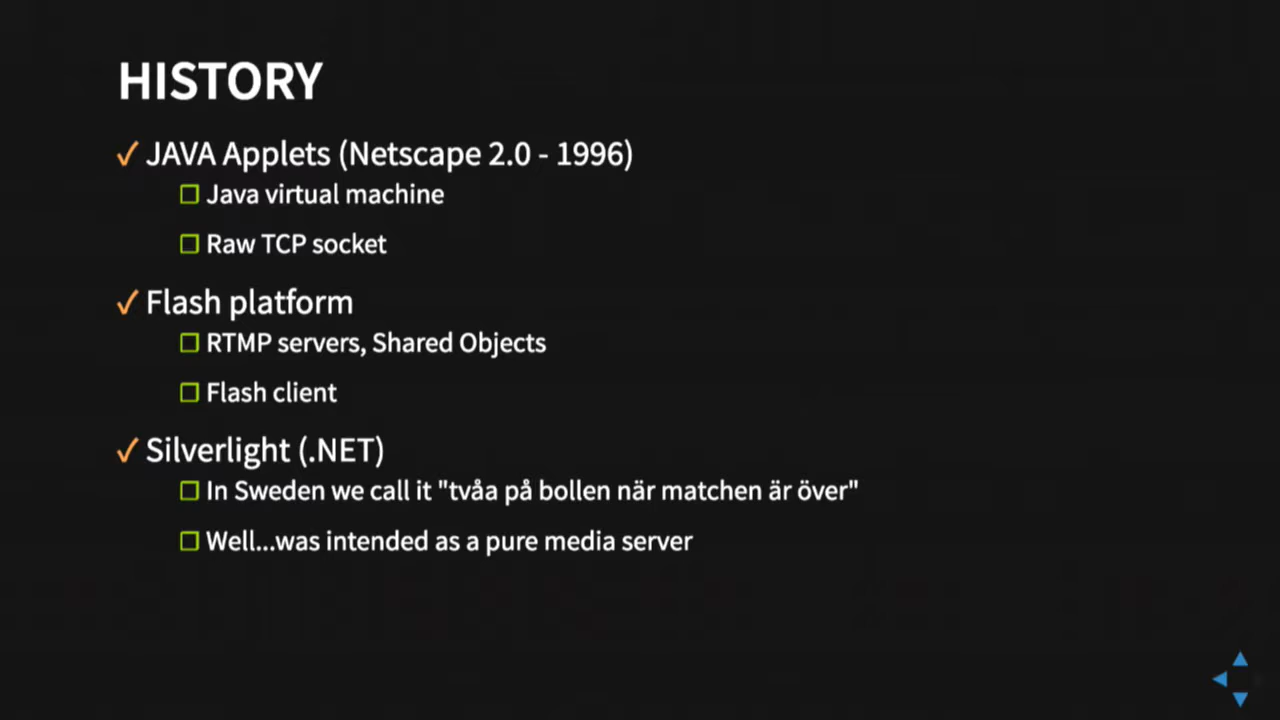 HISTORY
JAVA Applets (Netscape 2.0 - 1996)
Java virtual machine
Raw TCP socket
Flash platform
RTMP servers, Shared Objects
Flash client
Silverlight (.NET)
In Sweden we call it "tvåa på bollen när matchen är över"
Well...was intended as a pure media server